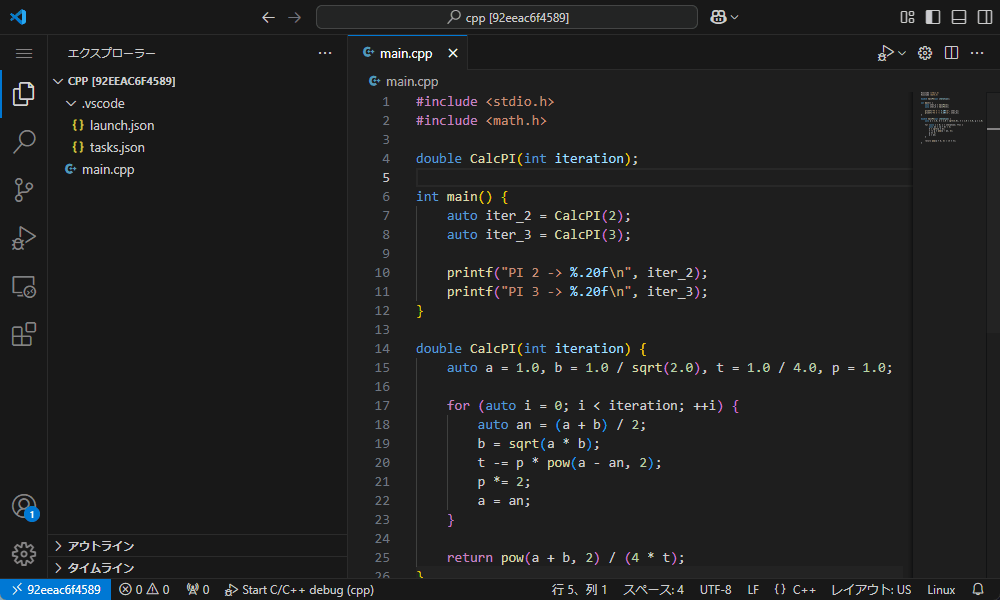 cpp [92eeac6f4589]
エクスプローラー
CPP [92EEAC6F4589]
.vscode
{} launch.json
{} tasks.json
main.cpp
アウトライン
タイムライン
1
main.cpp
main.cpp
1 #include <stdio.h>
2 #include <math.h>
3
4 double CalcPI(int iteration);
5
6 int main() {
7     auto iter_2 = CalcPI(2);
8     auto iter_3 = CalcPI(3);
9
10     printf("PI 2 -> %.20f\n", iter_2);
11     printf("PI 3 -> %.20f\n", iter_3);
12 }
13
14 double CalcPI(int iteration) {
15     auto a = 1.0, b = 1.0 / sqrt(2.0), t = 1.0 / 4.0, p = 1.0;
16
17     for (auto i = 0; i < iteration; ++i) {
18         auto an = (a + b) / 2;
19         b = sqrt(a * b);
20         t -= p * pow(a - an, 2);
21         p *= 2;
22         a = an;
23     }
24
25     return pow(a + b, 2) / (4 * t);
26 }
92eeac6f4589 0 0 0 Start C/C++ debug (cpp) 行 5、列 1 スペース: 4 UTF-8 LF {} C++ レイアウト: US Linux